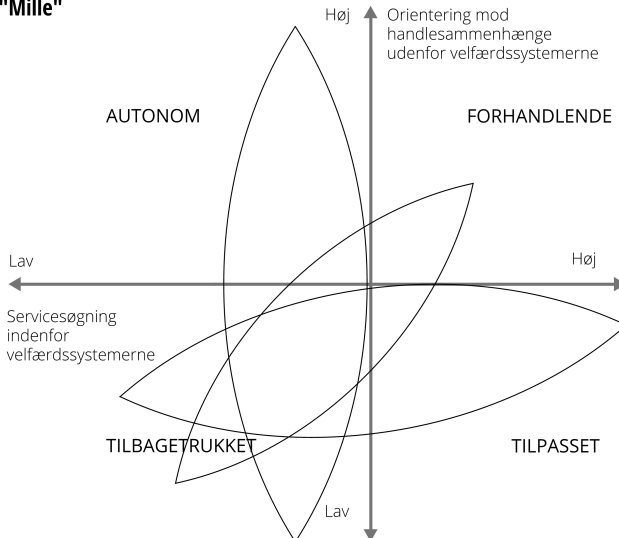 "Mille"
Høj
Orientering mod
handlesammenhænge
udenfor velfærdssystemerne
AUTONOM
FORHANDLENDE
Lav
Høj
Servicesøgning
indenfor
velfærdssystemerne
TILBAGETRUKKET
TILPASSET
Lav